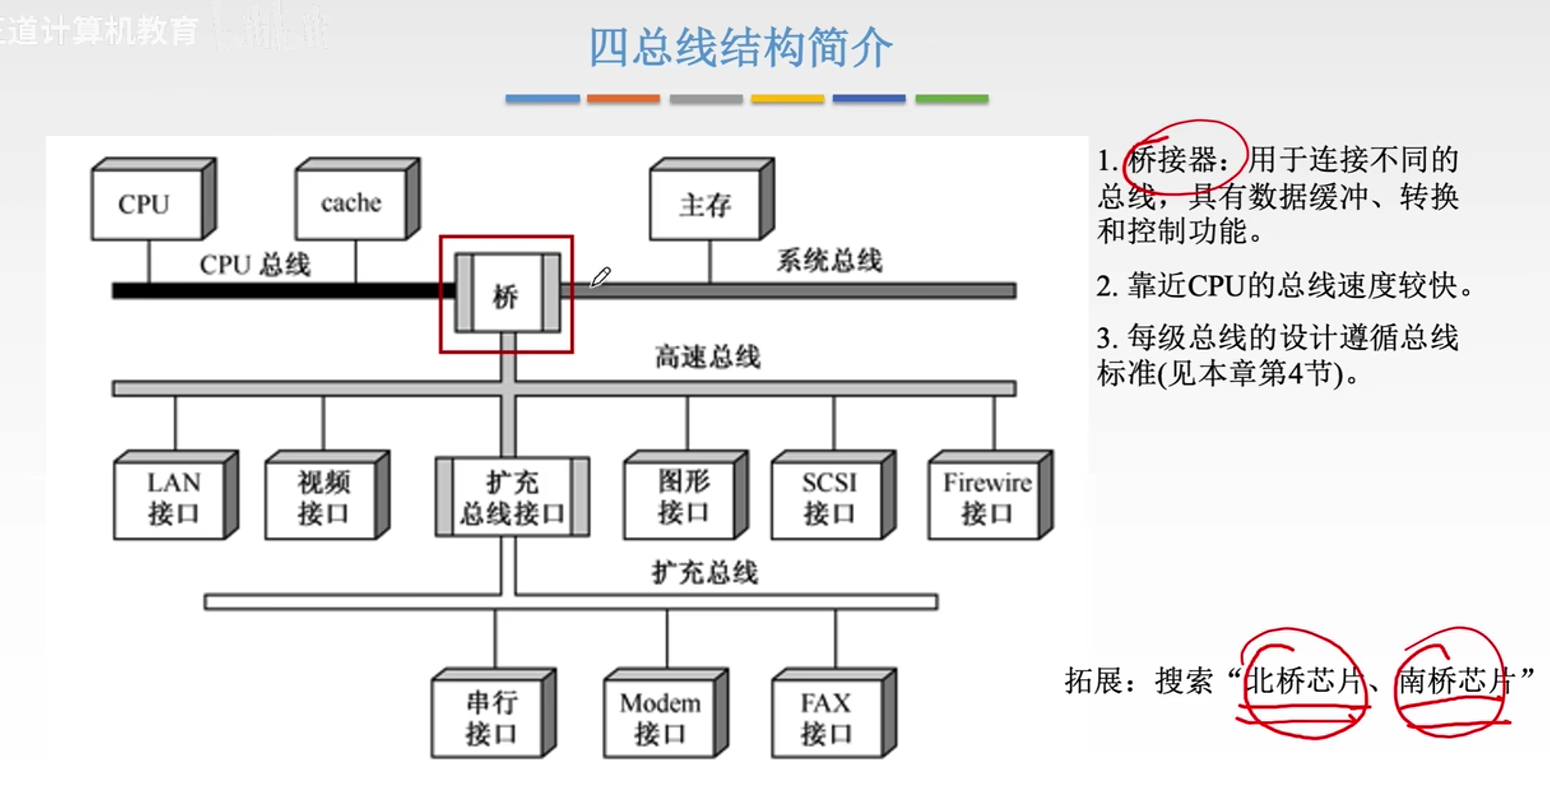 道计算机教育
四总线结构简介
CPU
cache
主存
CPU 总线
系统总线
桥
高速总线
LAN
接口
视频
接口
扩充
总线接口
图形
接口
SCSI
接口
Firewire
接口
扩充总线
串行
接口
Modem
接口
FAX
接口
1. 桥接器：用于连接不同的
总线，具有数据缓冲、转换
和控制功能。
2. 靠近CPU的总线速度较快。
3. 每级总线的设计遵循总线
标准(见本章第4节)。
拓展：搜索“北桥芯片、南桥芯片”